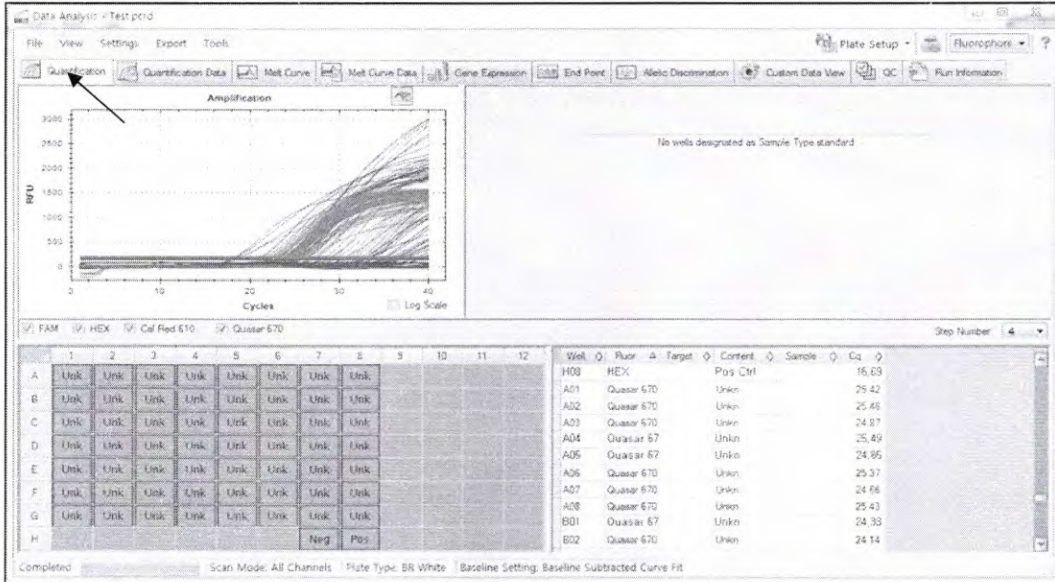 Data Analysis - Test.pcrd
File View Settings Export Tools
Plate Setup Fluorophore ?
Quantification Quantification Data Melt Curve Melt Curve Data Gene Expression End Point Allelic Discrimination Custom Data View QC Run Information
Amplification
3000
2500
2000
1500
1000
500
0
RFU
0 10 20 30 40
Cycles
Log Scale
No wells designated as Sample Type standard
FAM HEX Cal Red 610 Quasar 670
Step Number 4
1 2 3 4 5 6 7 8 9 10 11 12
A Unk Unk Unk Unk Unk Unk Unk Unk
B Unk Unk Unk Unk Unk Unk Unk Unk
C Unk Unk Unk Unk Unk Unk Unk Unk
D Unk Unk Unk Unk Unk Unk Unk Unk
E Unk Unk Unk Unk Unk Unk Unk Unk
F Unk Unk Unk Unk Unk Unk Unk Unk
G Unk Unk Unk Unk Unk Unk Unk Unk
H Neg Pos
Well Fluor Target Content Sample Cq
H08 HEX Pos Ctrl 16,69
A01 Quasar 670 Unkn 25.42
A02 Quasar 670 Unkn 25.46
A03 Quasar 670 Unkn 24.87
A04 Quasar 67 Unkn 25,49
A05 Quasar 67 Unkn 24,85
A06 Quasar 670 Unkn 25.37
A07 Quasar 670 Unkn 24.66
A08 Quasar 670 Unkn 25.43
B01 Quasar 67 Unkn 24,33
B02 Quasar 670 Unkn 24.14
Completed Scan Mode: All Channels Plate Type: BR White Baseline Setting: Baseline Subtracted Curve Fit